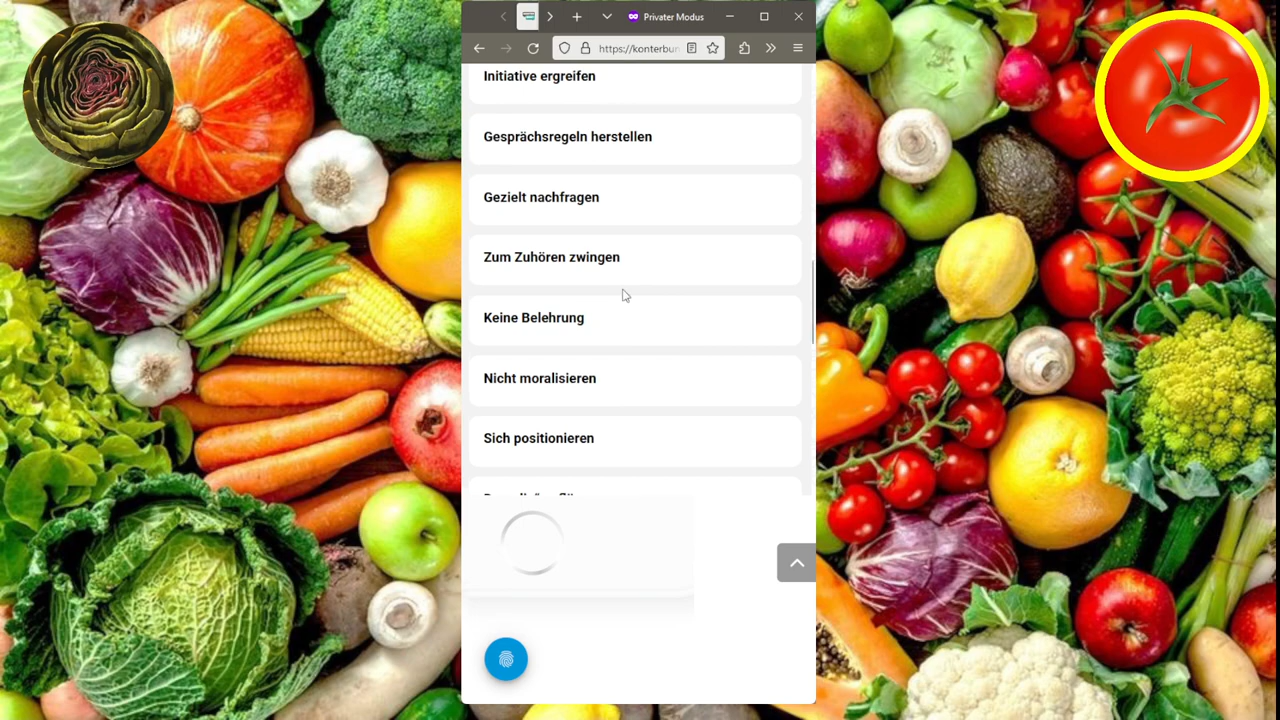 Privater Modus
https://konterbun
Initiative ergreifen
Gesprächsregeln herstellen
Gezielt nachfragen
Zum Zuhören zwingen
Keine Belehrung
Nicht moralisieren
Sich positionieren